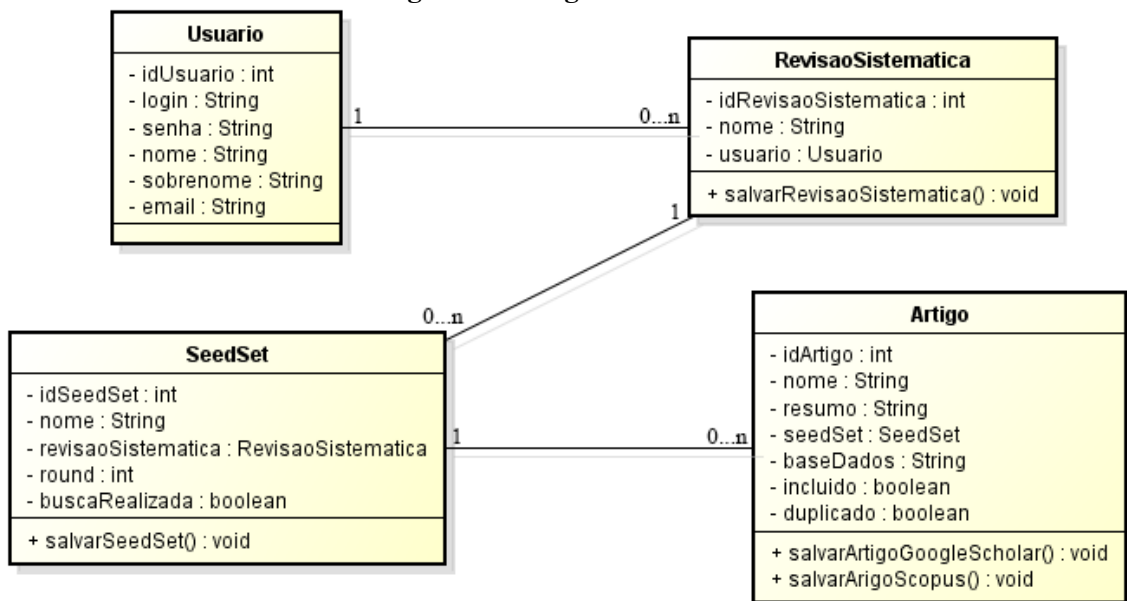 Usuario
- idUsuario : int
- login : String
- senha : String
- nome : String
- sobrenome : String
- email : String
1
0...n
RevisaoSistematica
- idRevisaoSistematica : int
- nome : String
- usuario : Usuario
+ salvarRevisaoSistematica() : void
1
0...n
SeedSet
- idSeedSet : int
- nome : String
- revisaoSistematica : RevisaoSistematica
- round : int
- buscaRealizada : boolean
+ salvarSeedSet() : void
1
0...n
Artigo
- idArtigo : int
- nome : String
- resumo : String
- seedSet : SeedSet
- baseDados : String
- incluido : boolean
- duplicado : boolean
+ salvarArtigoGoogleScholar() : void
+ salvarArigoScopus() : void